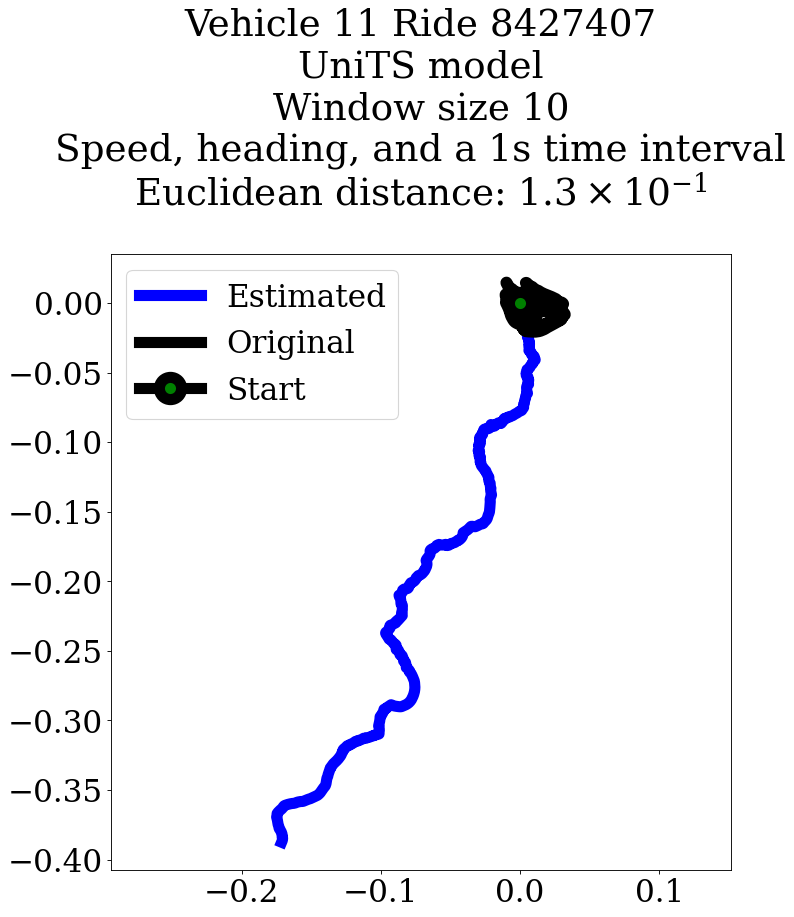 Vehicle 11 Ride 8427407
UniTS model
Window size 10
Speed, heading, and a 1s time interval
Euclidean distance: 1.3 × 10⁻¹
Estimated
Original
Start
0.00
−0.05
−0.10
−0.15
−0.20
−0.25
−0.30
−0.35
−0.40
−0.2 −0.1 0.0 0.1